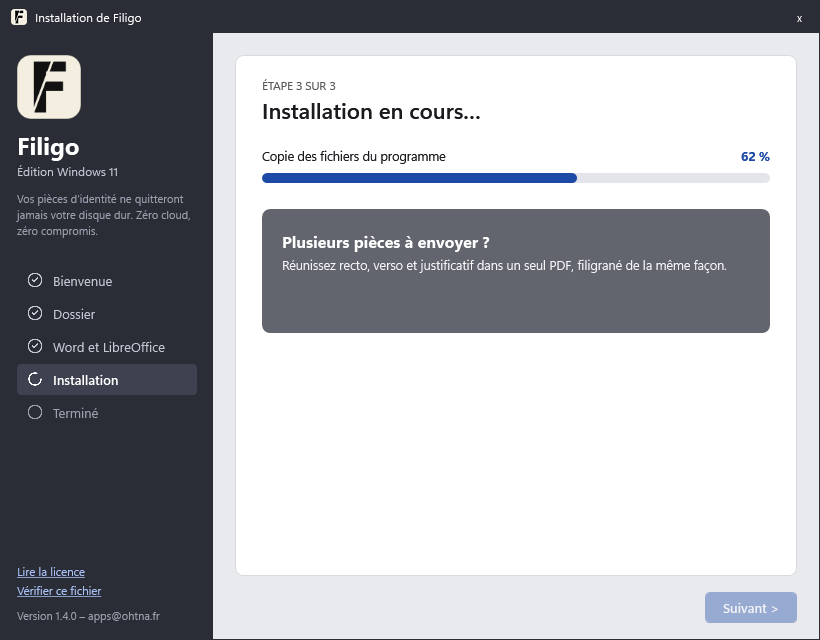 Installation de Filigo
x
Filigo
Édition Windows 11
Vos pièces d'identité ne quitteront
jamais votre disque dur. Zéro cloud,
zéro compromis.
Bienvenue
Dossier
Word et LibreOffice
Installation
Terminé
Lire la licence
Vérifier ce fichier
Version 1.4.0 – apps@ohtna.fr
ÉTAPE 3 SUR 3
Installation en cours...
Copie des fichiers du programme
62 %
Plusieurs pièces à envoyer ?
Réunissez recto, verso et justificatif dans un seul PDF, filigrané de la même façon.
Suivant >